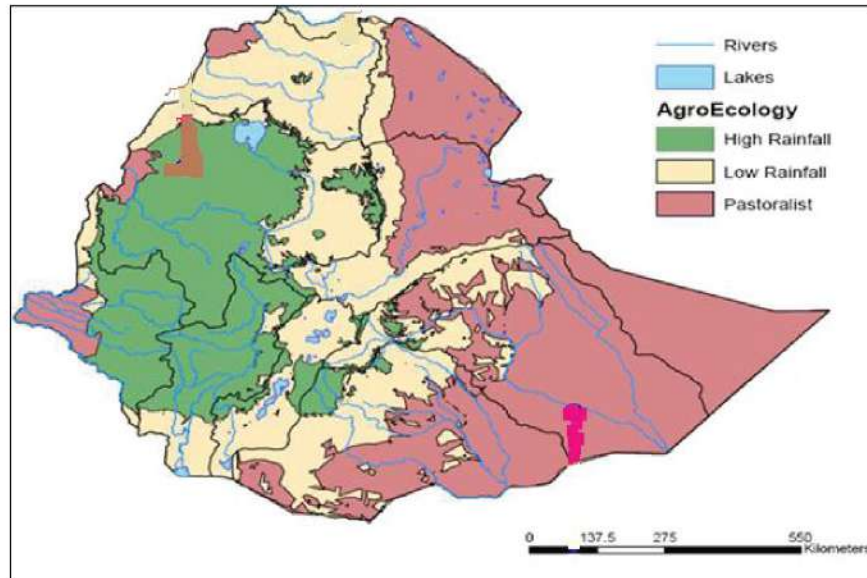 Rivers
Lakes
AgroEcology
High Rainfall
Low Rainfall
Pastoralist
0 137.5 275 550
Kilometers